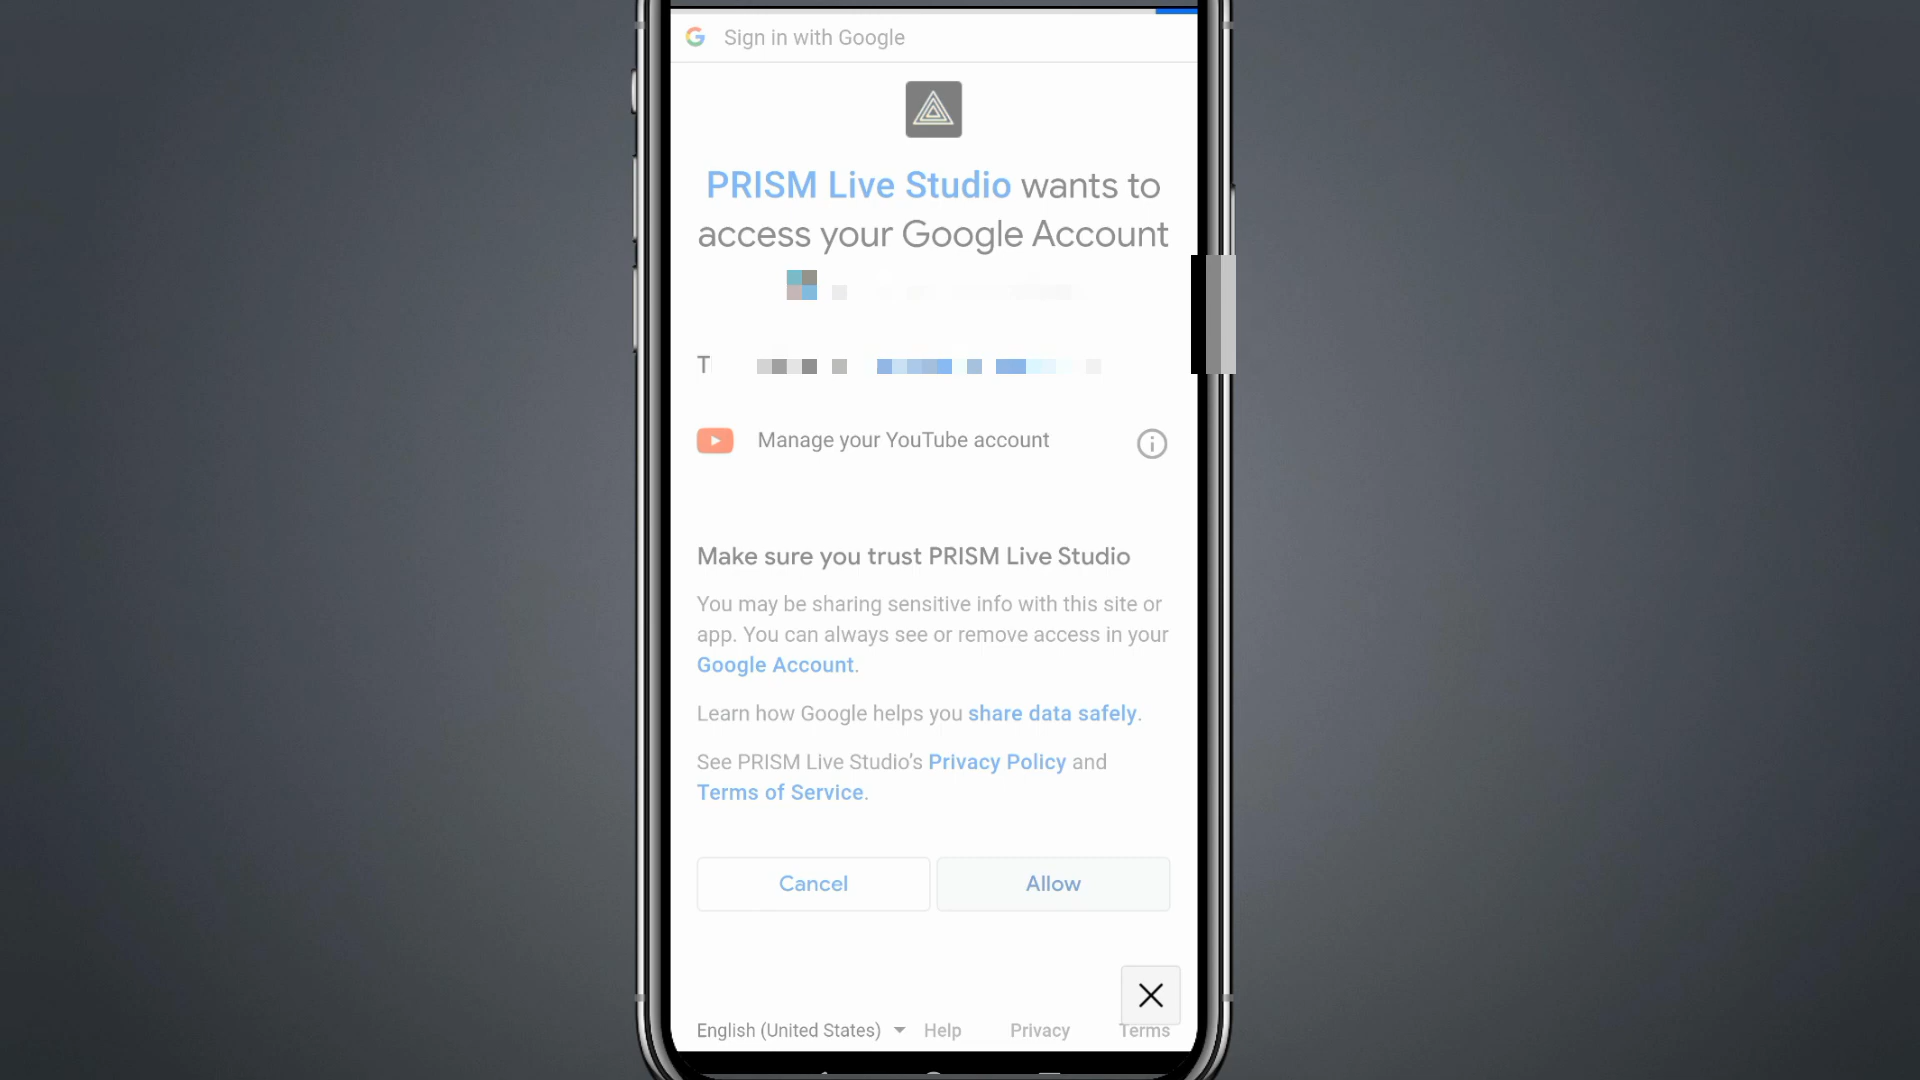 Sign in with Google
PRISM Live Studio wants to
access your Google Account
T
Manage your YouTube account
Make sure you trust PRISM Live Studio
You may be sharing sensitive info with this site or
app. You can always see or remove access in your
Google Account.
Learn how Google helps you share data safely.
See PRISM Live Studio's Privacy Policy and
Terms of Service.
Cancel Allow
English (United States) Help Privacy Terms